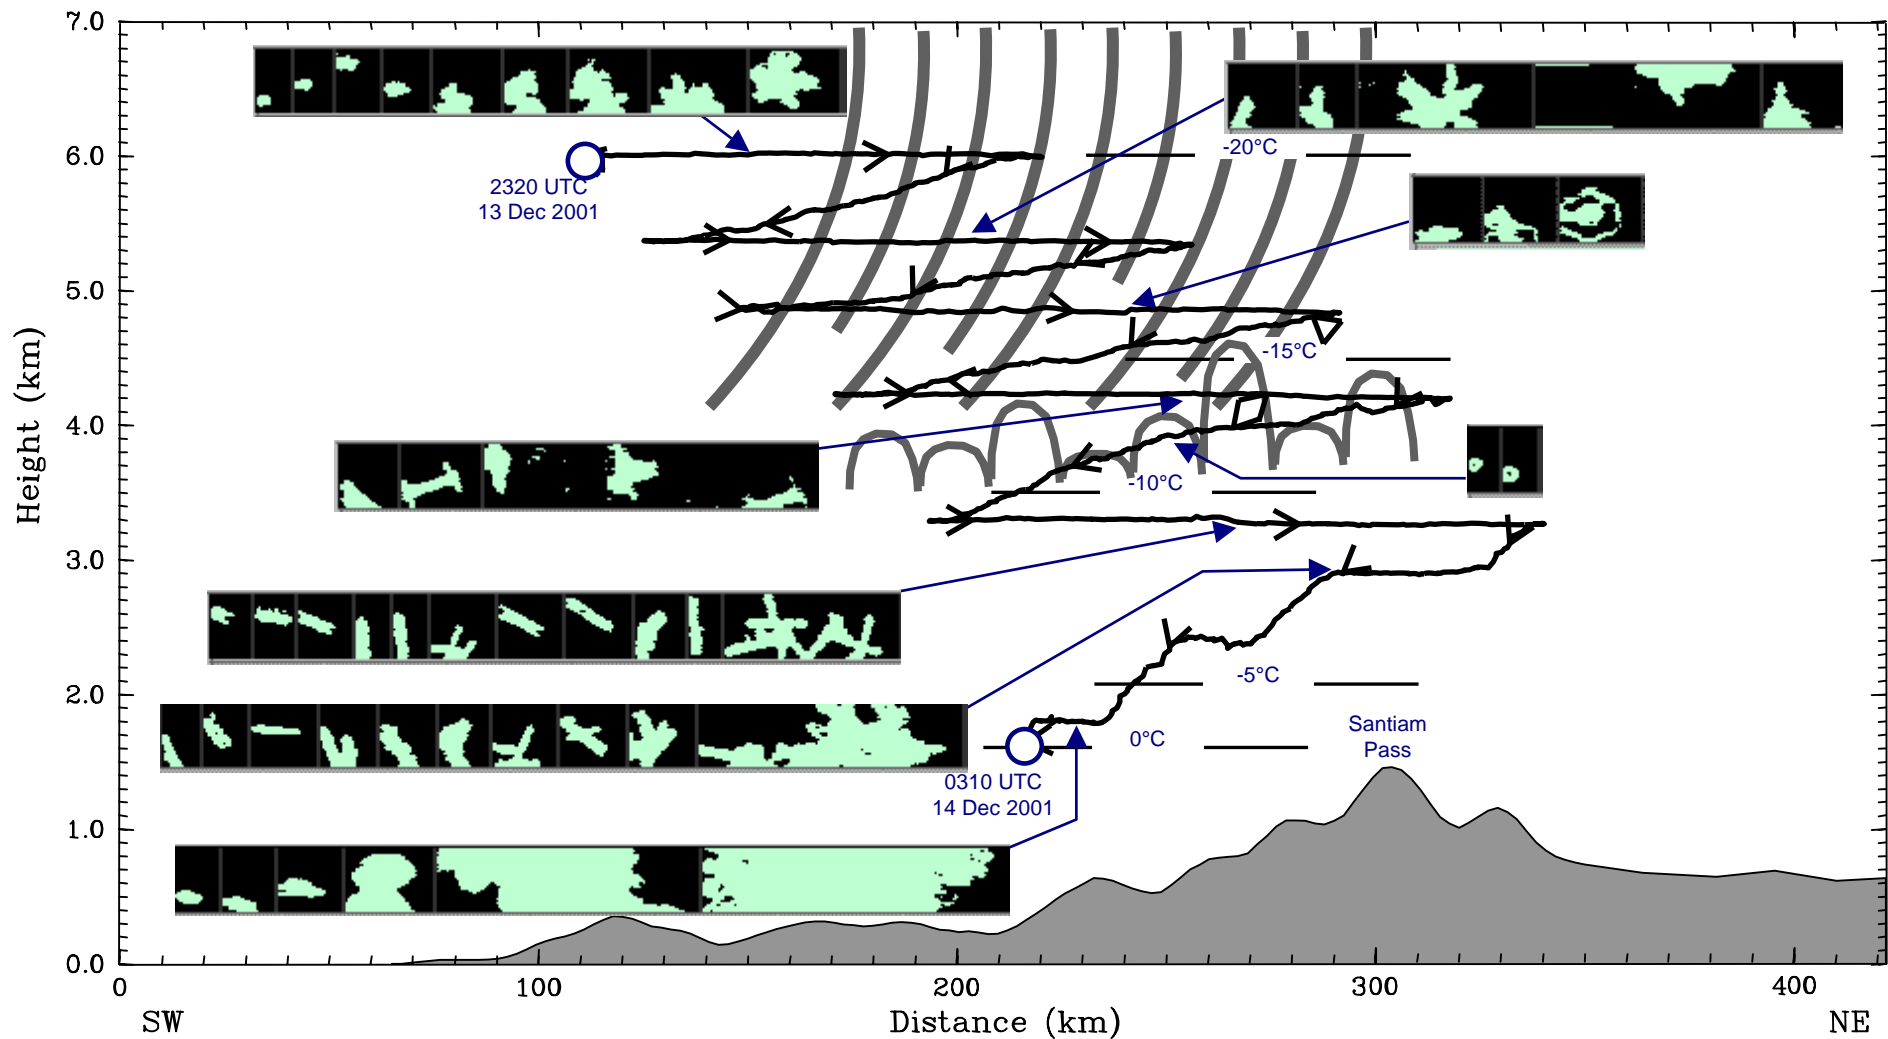 7.0
6.0
5.0
4.0
3.0
2.0
1.0
0.0
Height (km)
-20°C
2320 UTC
13 Dec 2001
-15°C
-10°C
-5°C
0°C
Santiam
Pass
0310 UTC
14 Dec 2001
0
100
200
300
400
SW
Distance (km)
NE